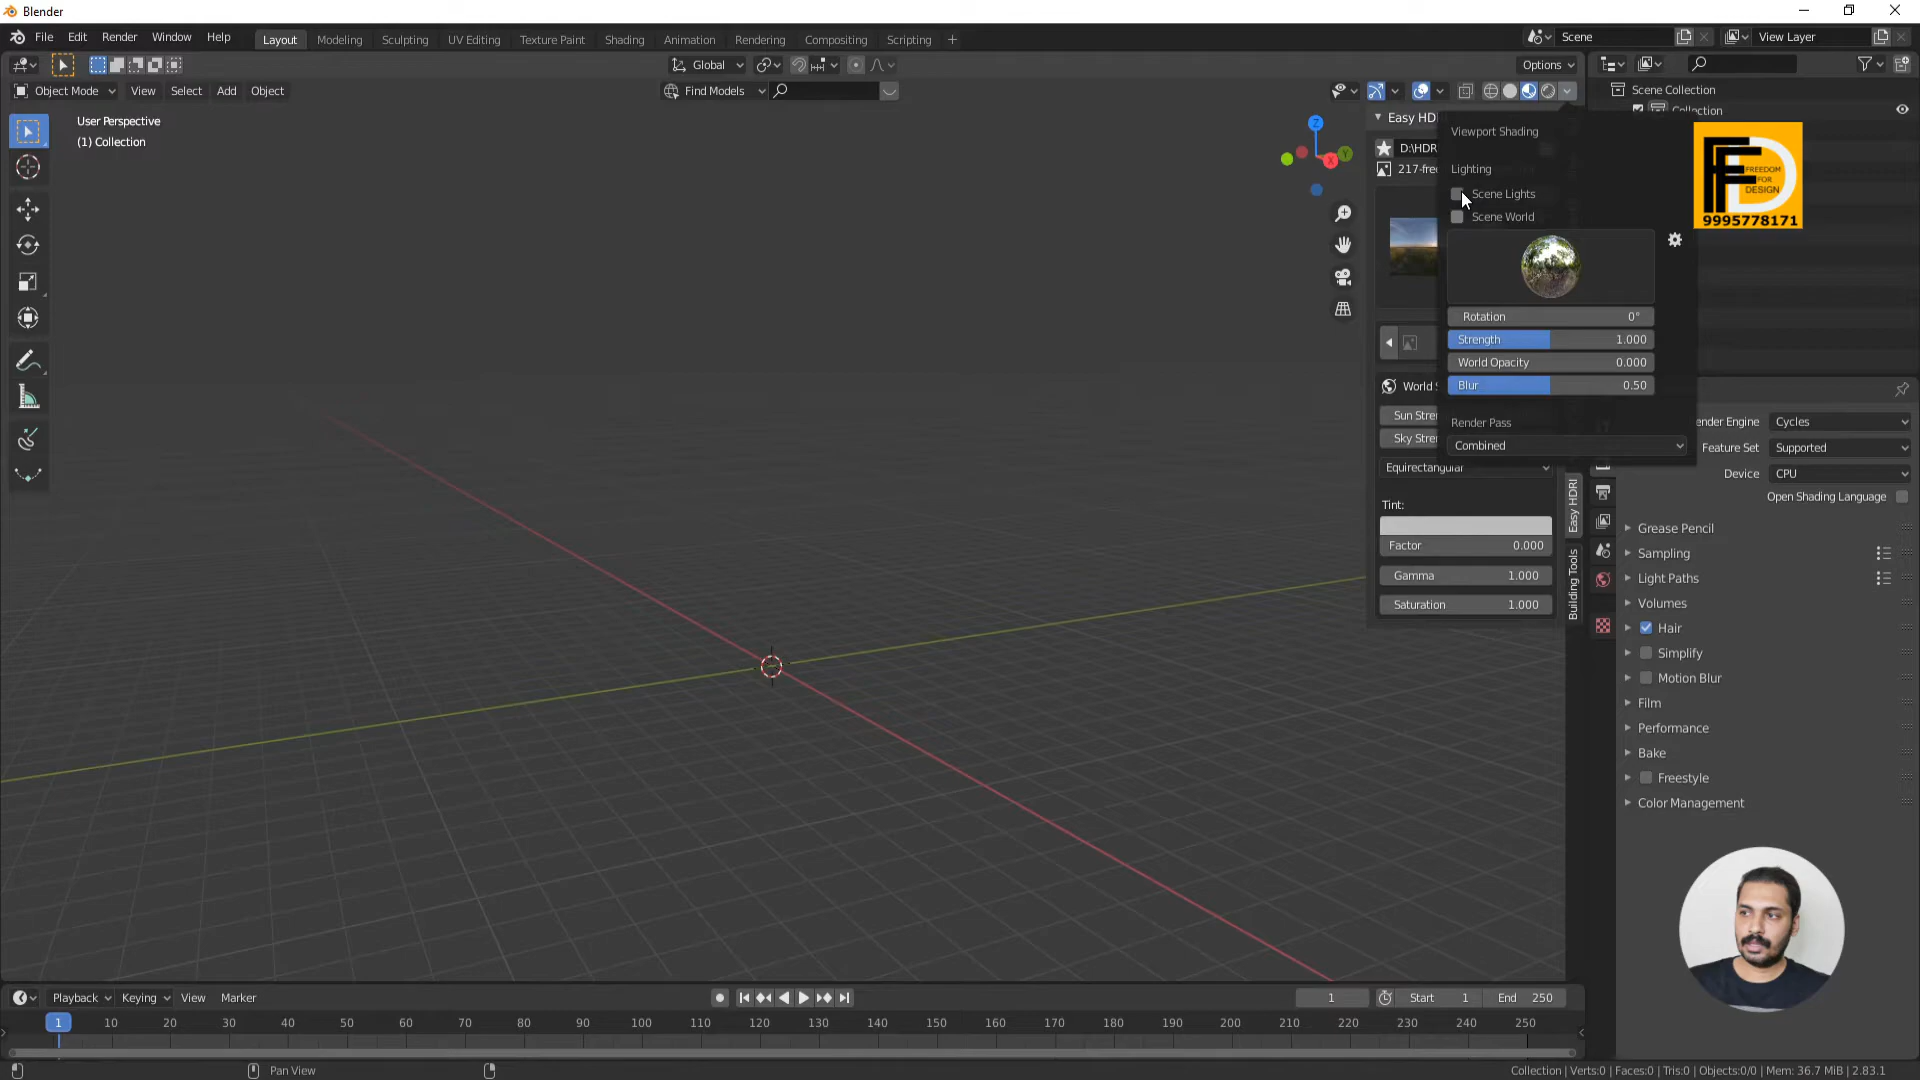 Blender
File Edit Render Window Help Layout Modeling Sculpting UV Editing Texture Paint Shading Animation Rendering Compositing Scripting + Scene View Layer
Global Options
Object Mode View Select Add Object Find Models
User Perspective
(1) Collection
Scene Collection
Collection
Z
Y
X
Easy HD
D:\HDR
217-fre
World S
Sun Stre
Sky Stre
Equirectangular
Tint:
Factor 0.000
Gamma 1.000
Saturation 1.000
Easy HDRI
Building Tools
Viewport Shading
Lighting
Scene Lights
Scene World
Rotation 0°
Strength 1.000
World Opacity 0.000
Blur 0.50
Render Pass
Combined
FREEDOM
FOR
DESIGN
9995778171
nder Engine Cycles
Feature Set Supported
Device CPU
Open Shading Language
Grease Pencil
Sampling
Light Paths
Volumes
Hair
Simplify
Motion Blur
Film
Performance
Bake
Freestyle
Color Management
Playback Keying View Marker 1 Start 1 End 250
1 10 20 30 40 50 60 70 80 90 100 110 120 130 140 150 160 170 180 190 200 210 220 230 240 250
Pan View Collection | Verts:0 | Faces:0 | Tris:0 | Objects:0/0 | Mem: 36.7 MiB | 2.83.1